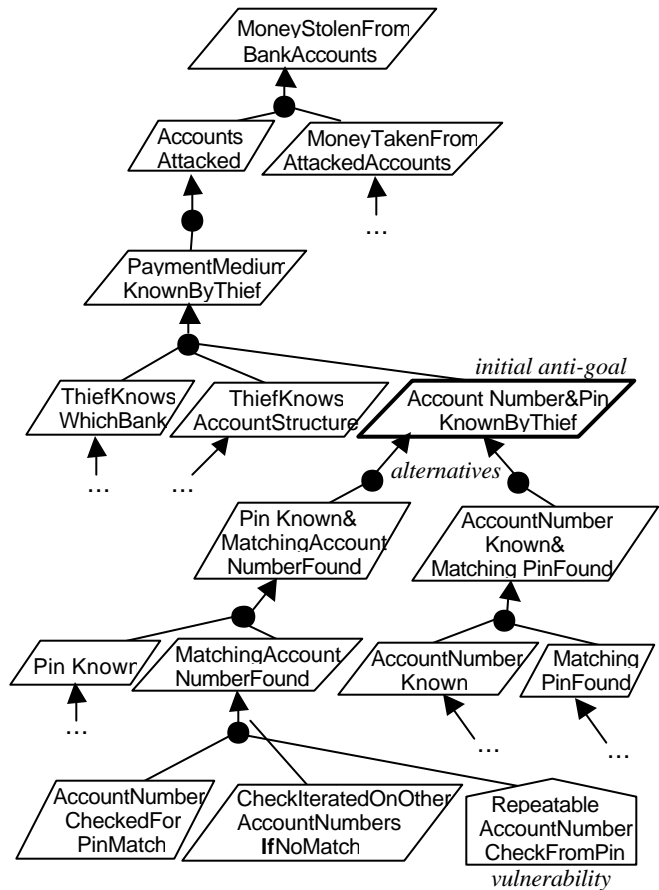 MoneyStolenFrom
BankAccounts
Accounts
Attacked
MoneyTakenFrom
AttackedAccounts
...
PaymentMedium
KnownByThief
initial anti-goal
ThiefKnows
WhichBank
ThiefKnows
AccountStructure
Account Number&Pin
KnownByThief
...
...
alternatives
Pin Known&
MatchingAccount
NumberFound
AccountNumber
Known&
Matching PinFound
Pin Known
MatchingAccount
NumberFound
AccountNumber
Known
Matching
PinFound
...
...
...
AccountNumber
CheckedFor
PinMatch
CheckIteratedOnOther
AccountNumbers
IfNoMatch
Repeatable
AccountNumber
CheckFromPin
vulnerability